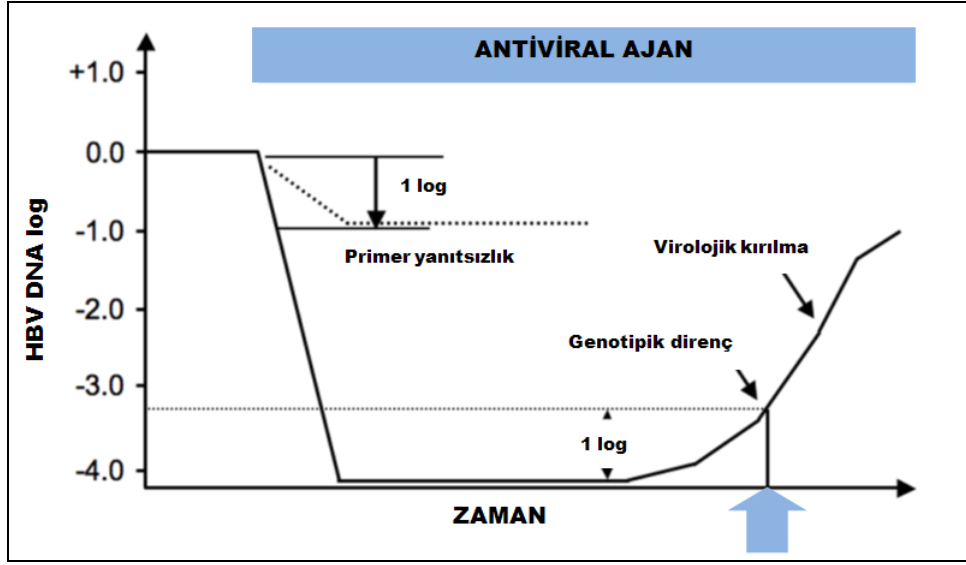 ANTİVİRAL AJAN
+1.0
0.0
1 log
-1.0
Primer yanıtsızlık
Virolojik kırılma
-2.0
Genotipik direnç
-3.0
1 log
-4.0
HBV DNA log
ZAMAN